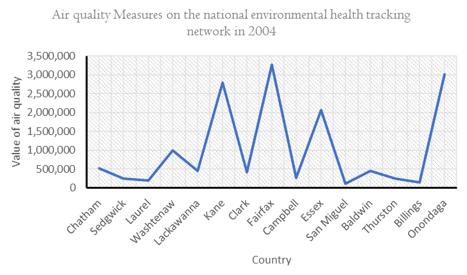 Air quality Measures on the national environmental health tracking
network in 2004
3,500,000
3,000,000
2,500,000
2,000,000
1,500,000
1,000,000
500,000
0
Value of air quality
Chatham
Sedgwick
Laurel
Washtenaw
Lackawanna
Kane
Clark
Fairfax
Campbell
Essex
San Miguel
Baldwin
Thurston
Billings
Onondaga
Country